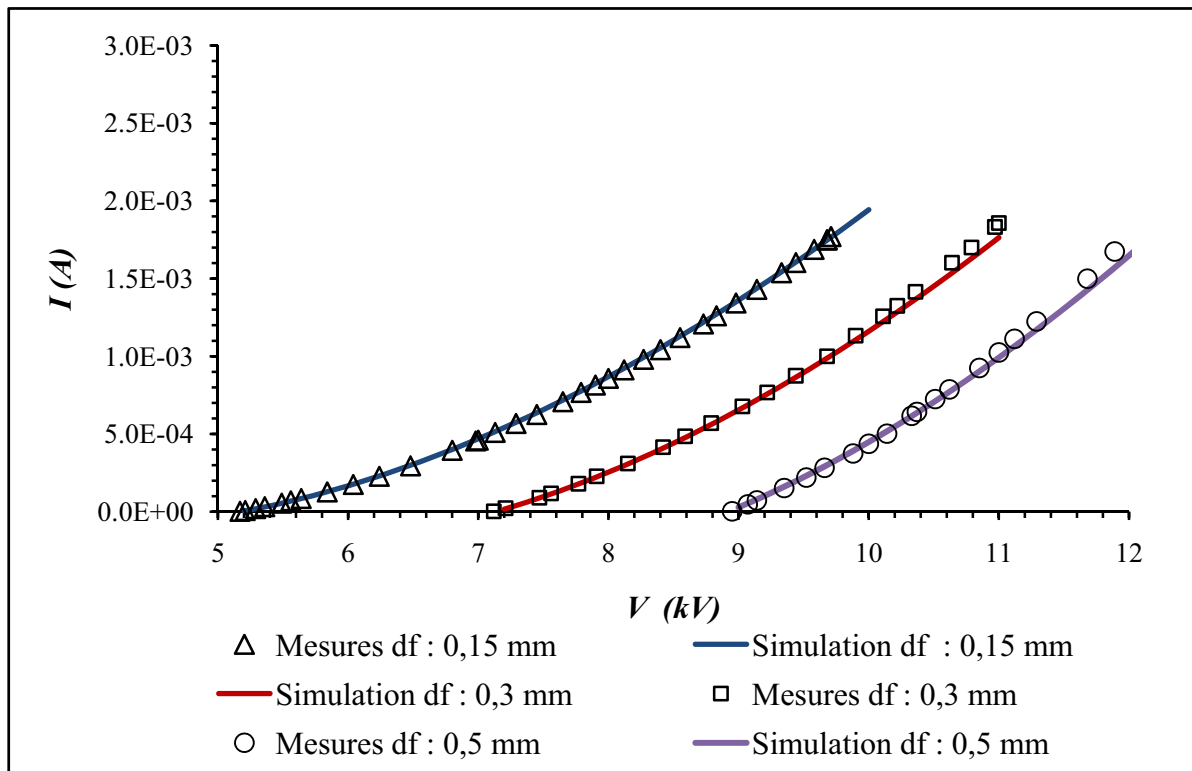 3.0E-03
2.5E-03
2.0E-03
1.5E-03
1.0E-03
5.0E-04
0.0E+00
I (A)
5 6 7 8 9 10 11 12
V (kV)
Mesures df : 0,15 mm Simulation df : 0,15 mm
Simulation df : 0,3 mm Mesures df : 0,3 mm
Mesures df : 0,5 mm Simulation df : 0,5 mm